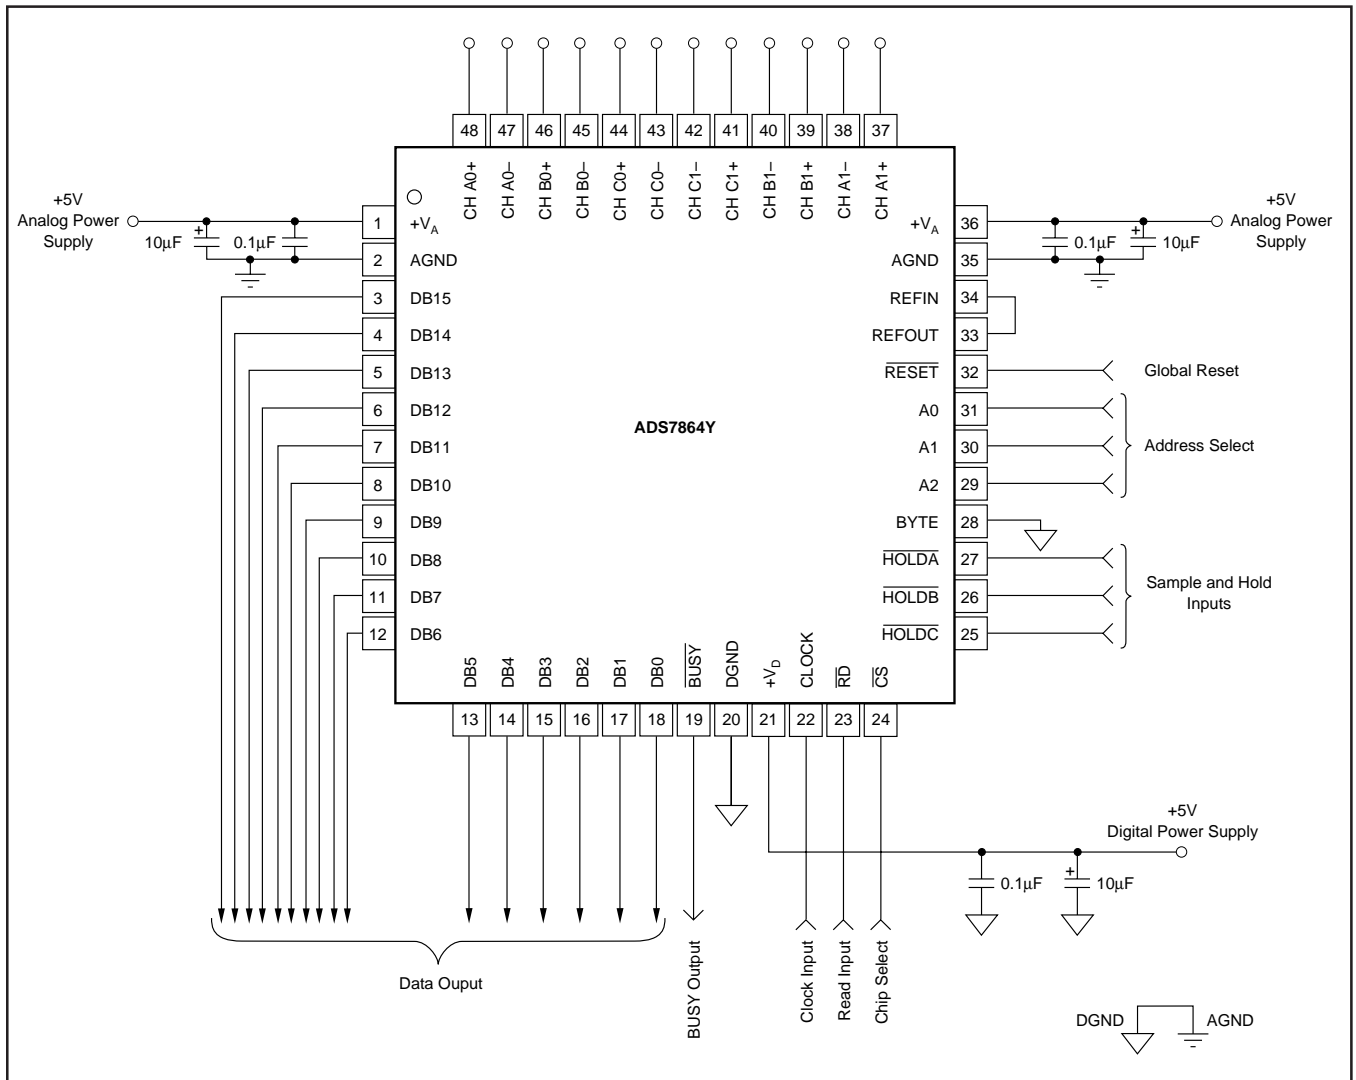 48 47 46 45 44 43 42 41 40 39 38 37
CH A0+ CH A0– CH B0+ CH B0– CH C0+ CH C0– CH C1– CH C1+ CH B1– CH B1+ CH A1– CH A1+
+5V
Analog Power
Supply
10µF + 0.1µF
1 +VA
2 AGND
3 DB15
4 DB14
5 DB13
6 DB12
7 DB11
8 DB10
9 DB9
10 DB8
11 DB7
12 DB6
ADS7864Y
+VA 36
AGND 35
REFIN 34
REFOUT 33
RESET 32
A0 31
A1 30
A2 29
BYTE 28
HOLDA 27
HOLDB 26
HOLDC 25
0.1µF + 10µF
+5V
Analog Power
Supply
Global Reset
Address Select
Sample and Hold
Inputs
DB5 DB4 DB3 DB2 DB1 DB0 BUSY DGND +VD CLOCK RD CS
13 14 15 16 17 18 19 20 21 22 23 24
+5V
Digital Power Supply
0.1µF + 10µF
Data Ouput
BUSY Output
Clock Input
Read Input
Chip Select
DGND AGND